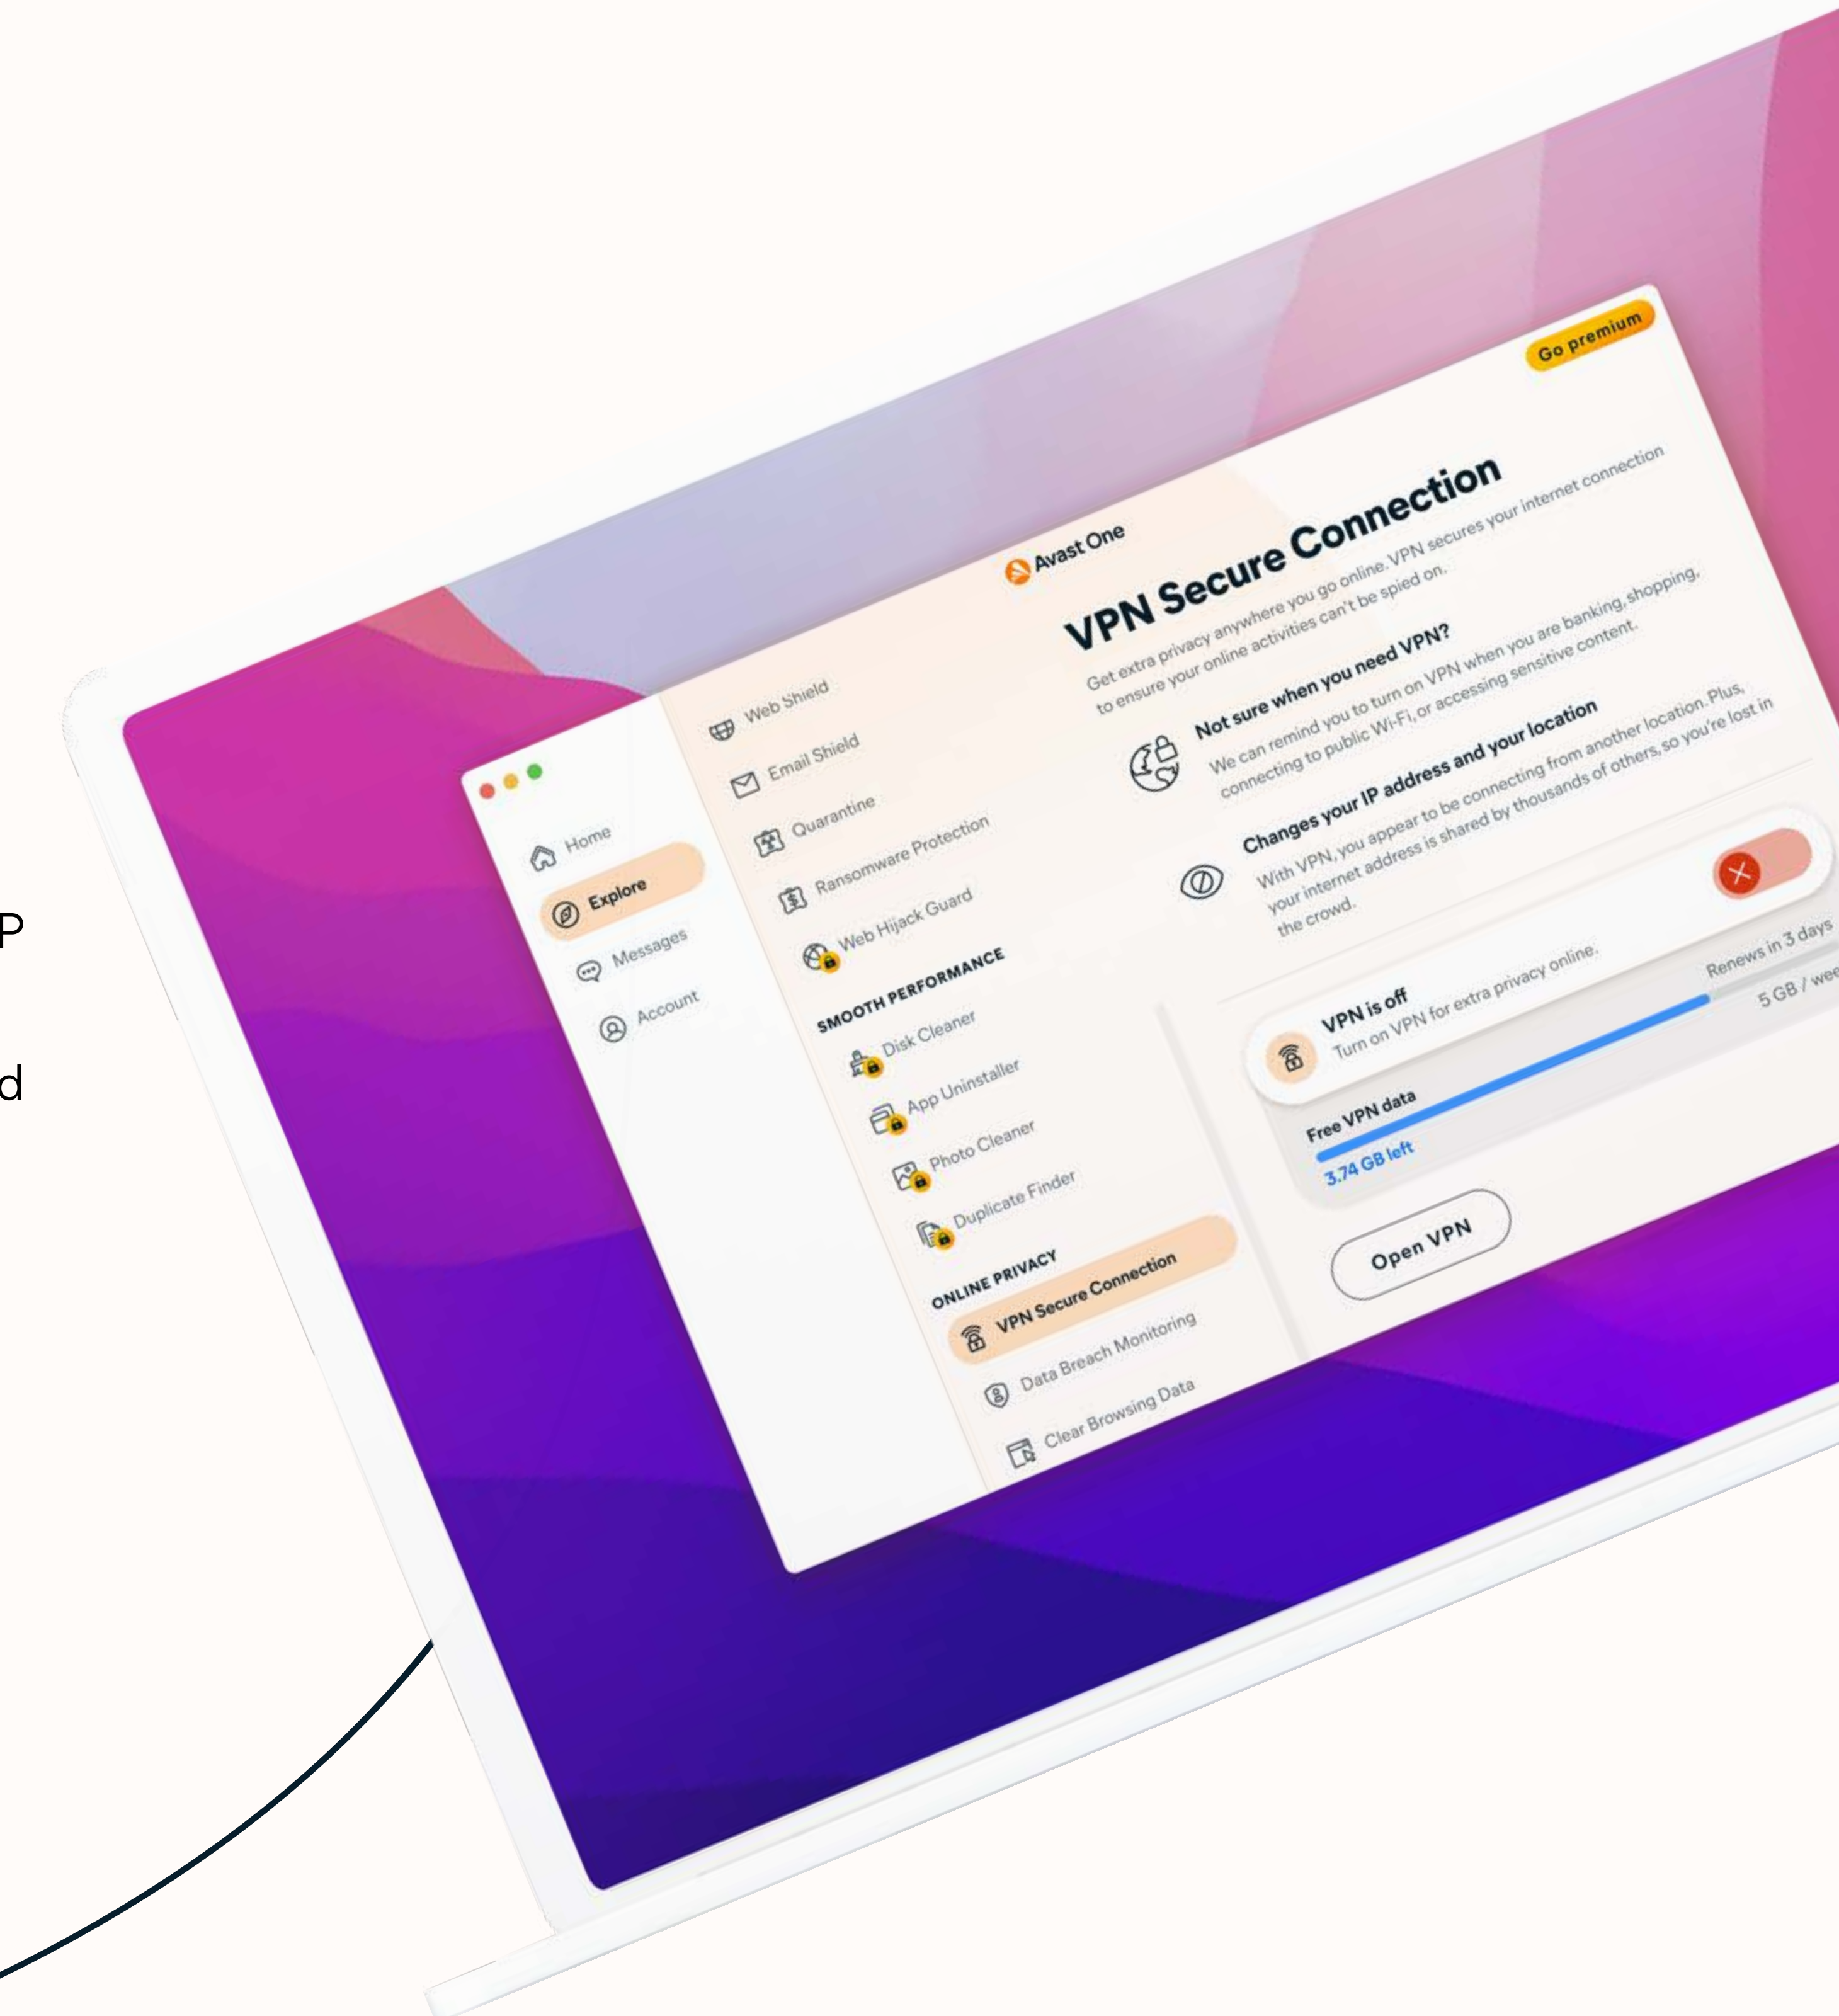 P
d
Go premium
Avast One
Home
Explore
Messages
Account
Web Shield
Email Shield
Quarantine
Ransomware Protection
Web Hijack Guard
SMOOTH PERFORMANCE
Disk Cleaner
App Uninstaller
Photo Cleaner
Duplicate Finder
ONLINE PRIVACY
VPN Secure Connection
Data Breach Monitoring
Clear Browsing Data
VPN Secure Connection
Get extra privacy anywhere you go online. VPN secures your internet connection
to ensure your online activities can't be spied on.
Not sure when you need VPN?
We can remind you to turn on VPN when you are banking, shopping,
connecting to public Wi-Fi, or accessing sensitive content.
Changes your IP address and your location
With VPN, you appear to be connecting from another location. Plus,
your internet address is shared by thousands of others, so you're lost in
the crowd.
VPN is off
Turn on VPN for extra privacy online.
Free VPN data
Renews in 3 days
3.74 GB left
5 GB / wee
Open VPN